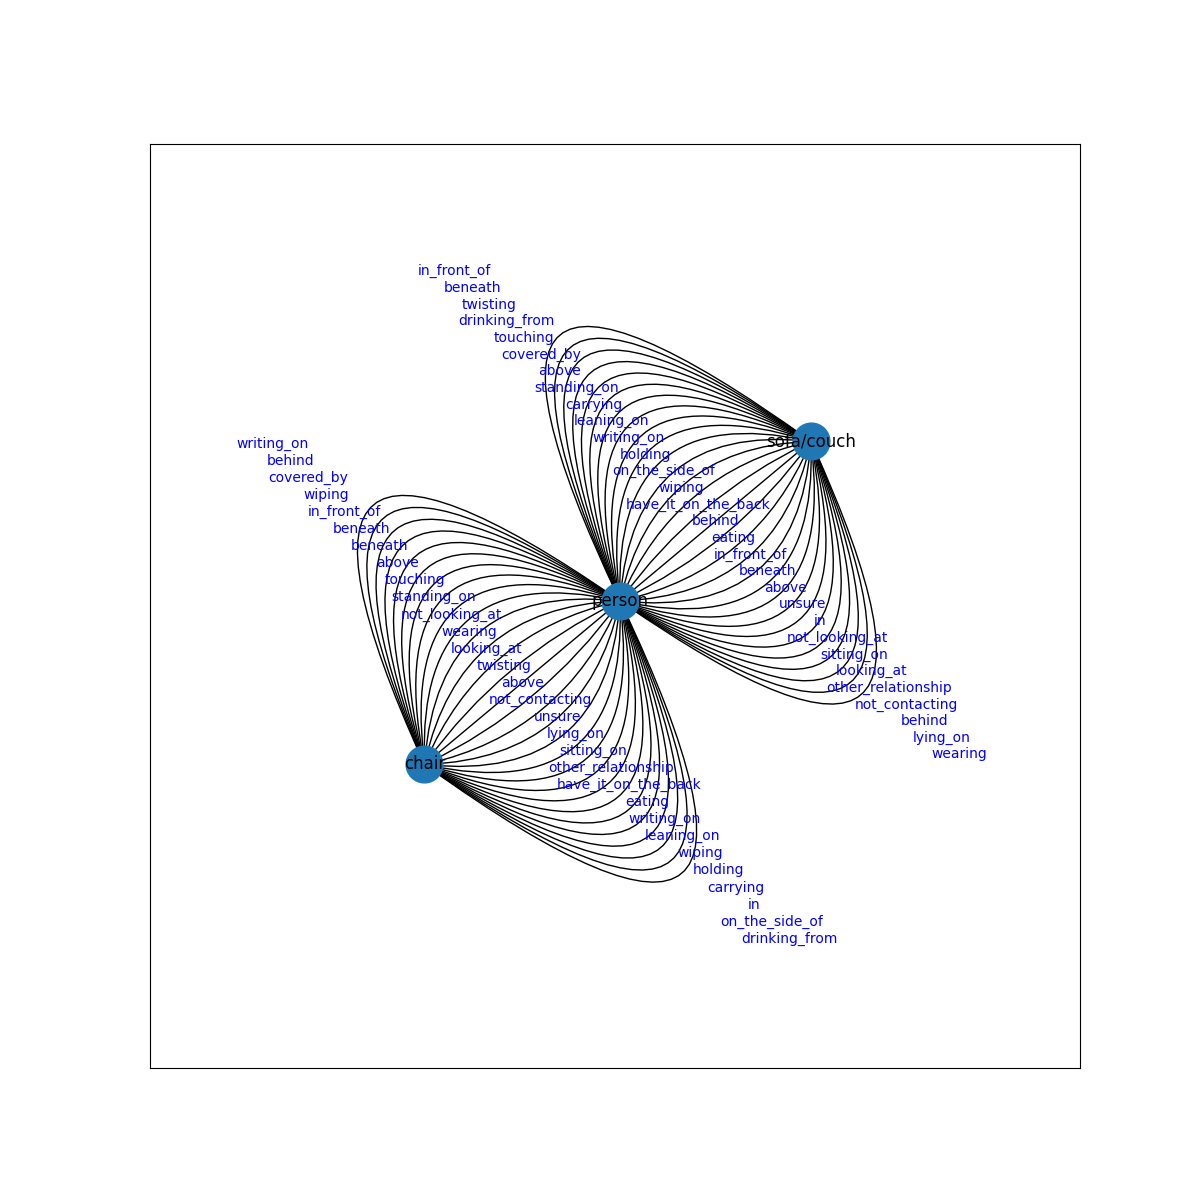 in_front_of
beneath
twisting
drinking_from
touching
covered_by
above
standing_on
carrying
leaning_on
writing_on
holding
on_the_side_of
wiping
have_it_on_the_back
behind
eating
in_front_of
beneath
above
unsure
in
not_looking_at
sitting_on
looking_at
other_relationship
not_contacting
behind
lying_on
wearing
sofa/couch
person
writing_on
behind
covered_by
wiping
in_front_of
beneath
beneath
above
touching
standing_on
not_looking_at
wearing
looking_at
twisting
above
not_contacting
unsure
lying_on
sitting_on
other_relationship
have_it_on_the_back
eating
writing_on
leaning_on
wiping
holding
carrying
in
on_the_side_of
drinking_from
chair